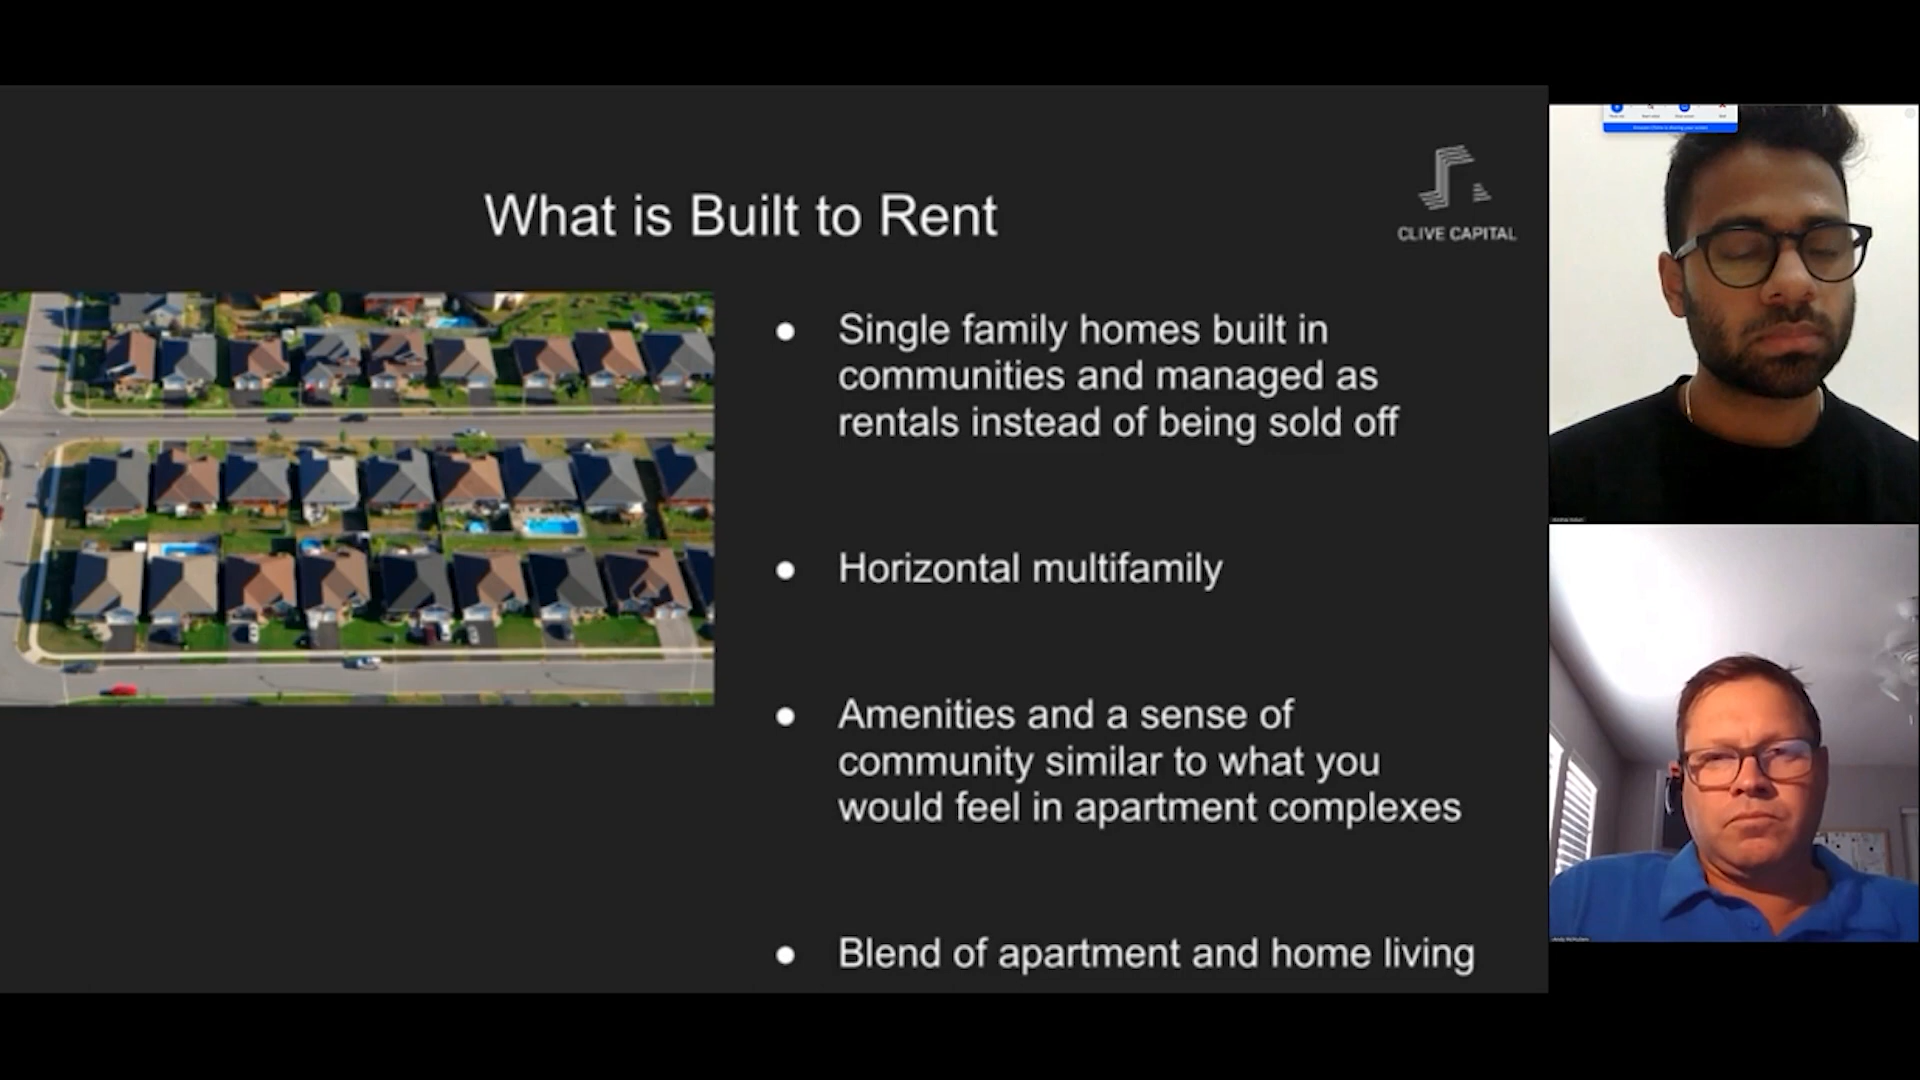 What is Built to Rent
CLIVE CAPITAL
● Single family homes built in
communities and managed as
rentals instead of being sold off
● Horizontal multifamily
● Amenities and a sense of
community similar to what you
would feel in apartment complexes
● Blend of apartment and home living